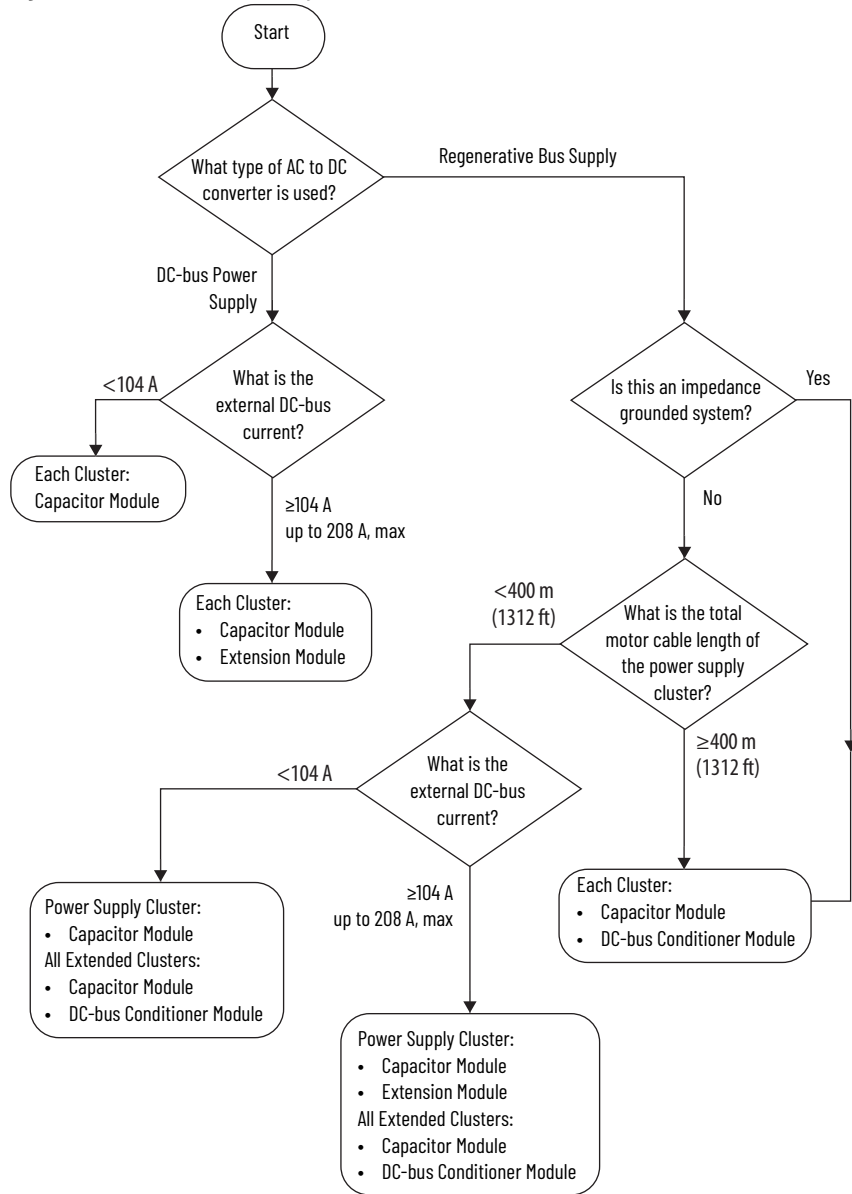 Start
What type of AC to DC
converter is used?
Regenerative Bus Supply
DC-bus Power
Supply
<104 A
What is the
external DC-bus
current?
Is this an impedance
grounded system?
Yes
Each Cluster:
Capacitor Module
≥104 A
up to 208 A, max
No
Each Cluster:
• Capacitor Module
• Extension Module
<400 m
(1312 ft)
What is the total
motor cable length of
the power supply
cluster?
≥400 m
(1312 ft)
<104 A
What is the
external DC-bus
current?
Power Supply Cluster:
• Capacitor Module
All Extended Clusters:
• Capacitor Module
• DC-bus Conditioner Module
≥104 A
up to 208 A, max
Each Cluster:
• Capacitor Module
• DC-bus Conditioner Module
Power Supply Cluster:
• Capacitor Module
• Extension Module
All Extended Clusters:
• Capacitor Module
• DC-bus Conditioner Module